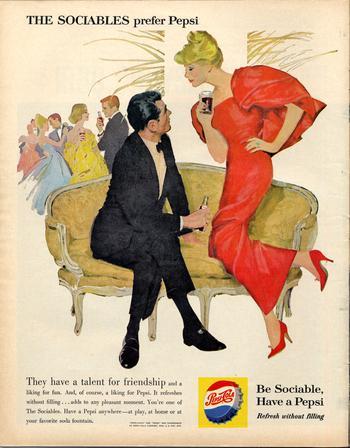 THE SOCIABLES prefer Pepsi
They have a talent for friendship and a
liking for fun. And, of course, a liking for Pepsi. It refreshes
without filling...adds to any pleasant moment. You're one of
The Sociables. Have a Pepsi anywhere—at play, at home or at
your favorite soda fountain.
Pepsi-Cola
Be Sociable,
Have a Pepsi
Refresh without filling